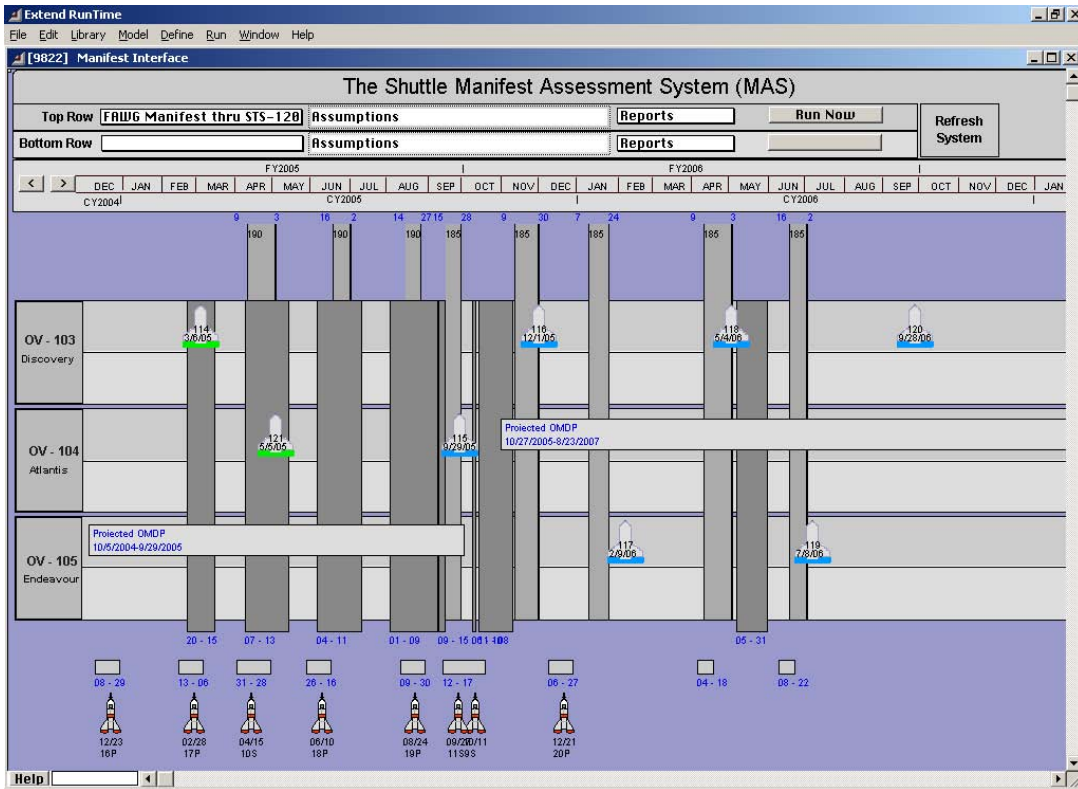 Extend RunTime
File Edit Library Model Define Run Window Help
[9822] Manifest Interface
The Shuttle Manifest Assessment System (MAS)
Top Row FAWG Manifest thru STS-120 Assumptions Reports Run Now
Refresh System
Bottom Row Assumptions Reports
FY2005 FY2006
< > DEC JAN FEB MAR APR MAY JUN JUL AUG SEP OCT NOV DEC JAN FEB MAR APR MAY JUN JUL AUG SEP OCT NOV DEC JAN
CY2004 CY2005 CY2006
9 3 16 2 14 27 15 28 9 30 7 24 9 3 16 2
190 190 190 185 185 185 185 185
OV - 103
Discovery
114
3/6/05
116
12/1/05
118
5/4/06
120
9/28/06
OV - 104
Atlantis
121
5/5/05
115
9/29/05
Projected OMDP
10/27/2005-8/23/2007
OV - 105
Endeavour
Projected OMDP
10/5/2004-9/29/2005
117
2/9/06
119
7/8/06
20 - 15 07 - 13 04 - 11 01 - 09 09 - 15 05 - 31
08 - 29 13 - 06 31 - 28 26 - 16 09 - 30 12 - 17 06 - 27 04 - 18 08 - 22
12/23 02/28 04/15 06/10 08/24 10/11 12/21
16P 17P 10S 18P 19P 11S 9S 20P
Help